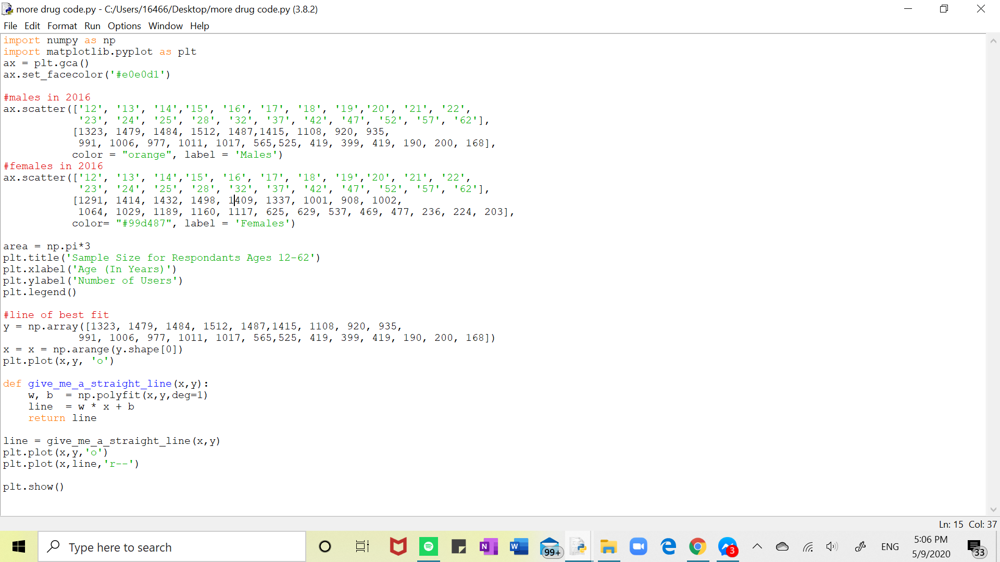 more drug code.py - C:/Users/16466/Desktop/more drug code.py (3.8.2)
File Edit Format Run Options Window Help
import numpy as np
import matplotlib.pyplot as plt
ax = plt.gca()
ax.set_facecolor('#e0e0d1')
#males in 2016
ax.scatter(['12', '13', '14','15', '16', '17', '18', '19','20', '21', '22',
'23', '24', '25', '28', '32', '37', '42', '47', '52', '57', '62'],
[1323, 1479, 1484, 1512, 1487,1415, 1108, 920, 935,
991, 1006, 977, 1011, 1017, 565,525, 419, 399, 419, 190, 200, 168],
color = "orange", label = 'Males')
#females in 2016
ax.scatter(['12', '13', '14','15', '16', '17', '18', '19','20', '21', '22',
'23', '24', '25', '28', '32', '37', '42', '47', '52', '57', '62'],
[1291, 1414, 1432, 1498, 1409, 1337, 1001, 908, 1002,
1064, 1029, 1189, 1160, 1117, 625, 629, 537, 469, 477, 236, 224, 203],
color= "#99d487", label = 'Females')
area = np.pi*3
plt.title('Sample Size for Respondants Ages 12-62')
plt.xlabel('Age (In Years)')
plt.ylabel('Number of Users')
plt.legend()
#line of best fit
y = np.array([1323, 1479, 1484, 1512, 1487,1415, 1108, 920, 935,
991, 1006, 977, 1011, 1017, 565,525, 419, 399, 419, 190, 200, 168])
x = x = np.arange(y.shape[0])
plt.plot(x,y, 'o')
def give_me_a_straight_line(x,y):
w, b  = np.polyfit(x,y,deg=1)
line  = w * x + b
return line
line = give_me_a_straight_line(x,y)
plt.plot(x,y,'o')
plt.plot(x,line,'r--')
plt.show()
Ln: 15 Col: 37
Type here to search
N
W
99+
3
ENG
5:06 PM
5/9/2020
33